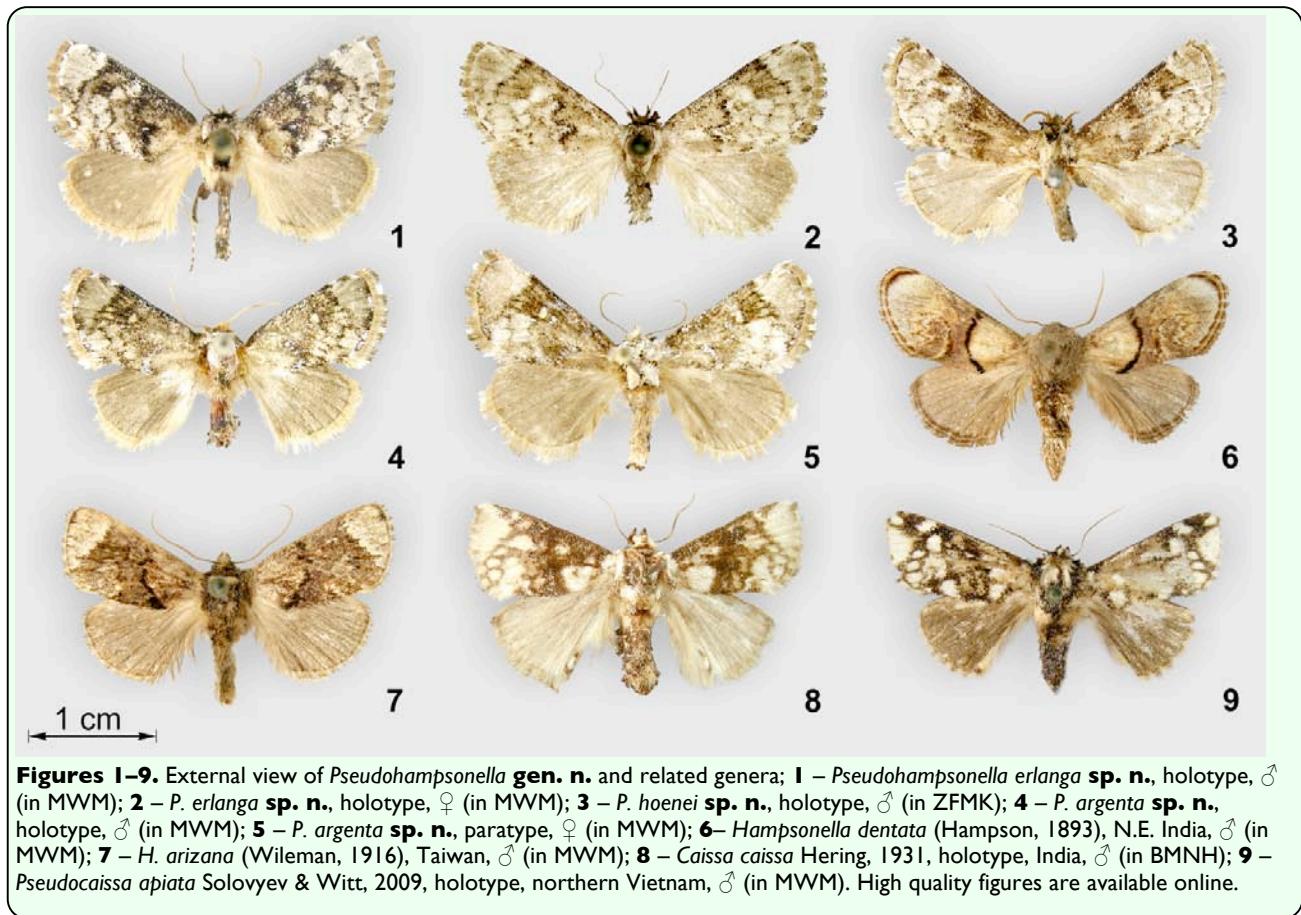 1
2
3
4
5
6
7
8
9
1 cm
Figures 1–9. External view of Pseudohampsonella gen. n. and related genera; 1 – Pseudohampsonella erlanga sp. n., holotype, ♂
(in MWM); 2 – P. erlanga sp. n., holotype, ♀ (in MWM); 3 – P. hoenei sp. n., holotype, ♂ (in ZFMK); 4 – P. argenta sp. n.,
holotype, ♂ (in MWM); 5 – P. argenta sp. n., paratype, ♀ (in MWM); 6– Hampsonella dentata (Hampson, 1893), N.E. India, ♂ (in
MWM); 7 – H. arizana (Wileman, 1916), Taiwan, ♂ (in MWM); 8 – Caissa caissa Hering, 1931, holotype, India, ♂ (in BMNH); 9 –
Pseudocaissa apiata Solovyev & Witt, 2009, holotype, northern Vietnam, ♂ (in MWM). High quality figures are available online.